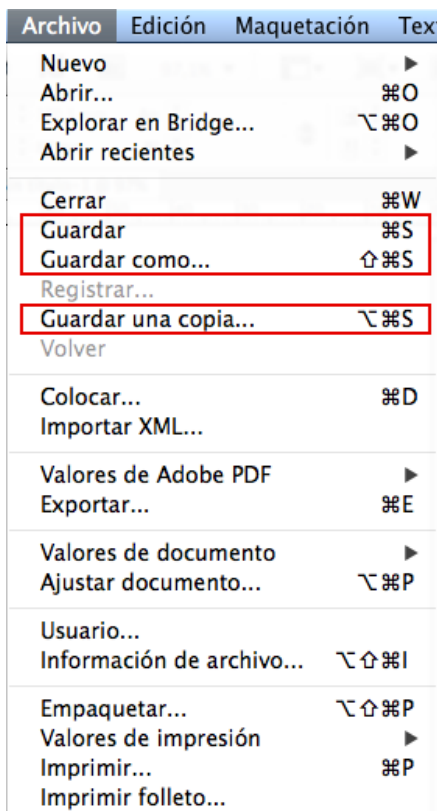 Archivo Edición Maquetación Tex
Nuevo ▶
Abrir... ⌘O
Explorar en Bridge... ⌥⌘O
Abrir recientes ▶
Cerrar ⌘W
Guardar ⌘S
Guardar como... ⇧⌘S
Registrar...
Guardar una copia... ⌥⌘S
Volver
Colocar... ⌘D
Importar XML...
Valores de Adobe PDF ▶
Exportar... ⌘E
Valores de documento ▶
Ajustar documento... ⌥⌘P
Usuario...
Información de archivo... ⌥⇧⌘I
Empaquetar... ⌥⇧⌘P
Valores de impresión ▶
Imprimir... ⌘P
Imprimir folleto...